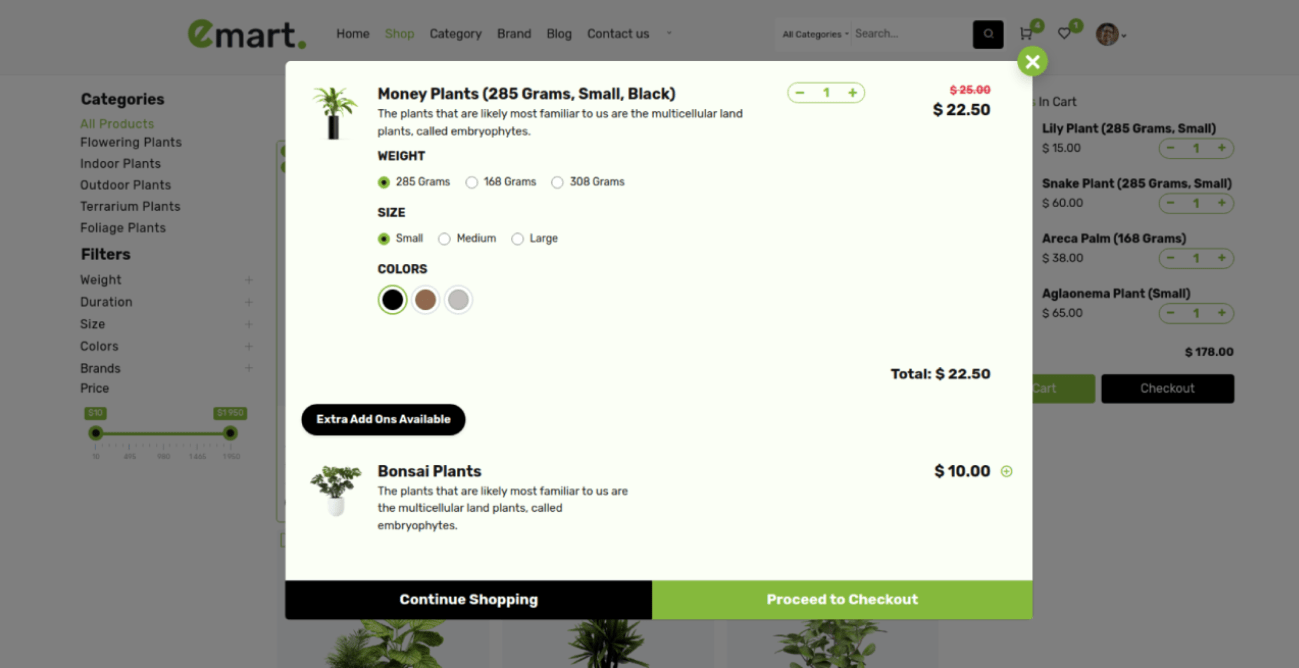 emart.
Home Shop Category Brand Blog Contact us
All Categories Search...
4
1
Categories
All Products
Flowering Plants
Indoor Plants
Outdoor Plants
Terrarium Plants
Foliage Plants
Filters
Weight +
Duration +
Size +
Colors +
Brands +
Price
$10 $1950
10 495 980 1465 1950
Money Plants (285 Grams, Small, Black)
The plants that are likely most familiar to us are the multicellular land
plants, called embryophytes.
− 1 +
$ 25.00
$ 22.50
WEIGHT
285 Grams 168 Grams 308 Grams
SIZE
Small Medium Large
COLORS
Total: $ 22.50
Extra Add Ons Available
Bonsai Plants
The plants that are likely most familiar to us are
the multicellular land plants, called
embryophytes.
$ 10.00
Continue Shopping Proceed to Checkout
In Cart
Lily Plant (285 Grams, Small)
$ 15.00 − 1 +
Snake Plant (285 Grams, Small)
$ 60.00 − 1 +
Areca Palm (168 Grams)
$ 38.00 − 1 +
Aglaonema Plant (Small)
$ 65.00 − 1 +
$ 178.00
Cart Checkout